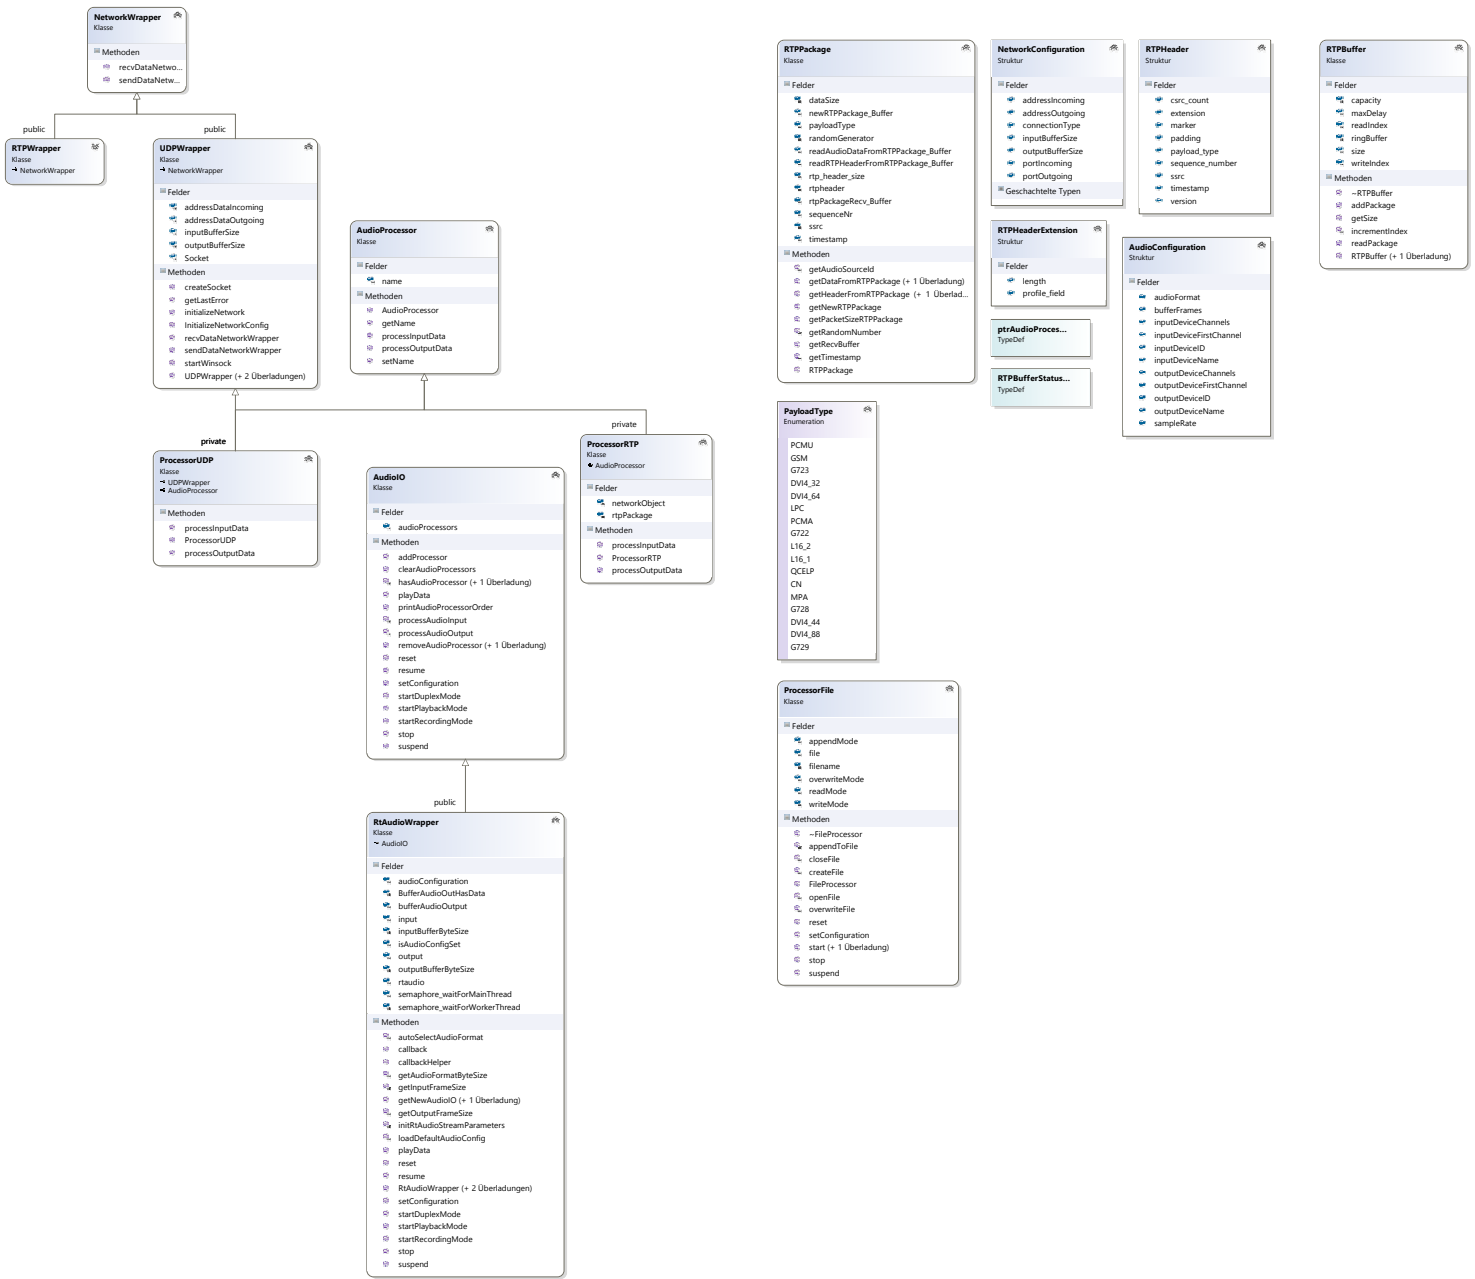 NetworkWrapper
Klasse
Methoden
recvDataNetwo...
sendDataNetw...
public
public
RTPWrapper
Klasse
NetworkWrapper
UDPWrapper
Klasse
NetworkWrapper
Felder
addressDataIncoming
addressDataOutgoing
inputBufferSize
outputBufferSize
Socket
Methoden
createSocket
getLastError
initializeNetwork
InitializeNetworkConfig
recvDataNetworkWrapper
sendDataNetworkWrapper
startWinsock
UDPWrapper (+ 2 Überladungen)
AudioProcessor
Klasse
Felder
name
Methoden
AudioProcessor
getName
processInputData
processOutputData
setName
private
private
ProcessorUDP
Klasse
UDPWrapper
AudioProcessor
Methoden
processInputData
ProcessorUDP
processOutputData
AudioIO
Klasse
Felder
audioProcessors
Methoden
addProcessor
clearAudioProcessors
hasAudioProcessor (+ 1 Überladung)
playData
printAudioProcessorOrder
processAudioInput
processAudioOutput
removeAudioProcessor (+ 1 Überladung)
reset
resume
setConfiguration
startDuplexMode
startPlaybackMode
startRecordingMode
stop
suspend
ProcessorRTP
Klasse
AudioProcessor
Felder
networkObject
rtpPackage
Methoden
processInputData
ProcessorRTP
processOutputData
public
RtAudioWrapper
Klasse
AudioIO
Felder
audioConfiguration
BufferAudioOutHasData
bufferAudioOutput
input
inputBufferByteSize
isAudioConfigSet
output
outputBufferByteSize
rtaudio
semaphore_waitForMainThread
semaphore_waitForWorkerThread
Methoden
autoSelectAudioFormat
callback
callbackHelper
getAudioFormatByteSize
getInputFrameSize
getNewAudioIO (+ 1 Überladung)
getOutputFrameSize
initRtAudioStreamParameters
loadDefaultAudioConfig
playData
reset
resume
RtAudioWrapper (+ 2 Überladungen)
setConfiguration
startDuplexMode
startPlaybackMode
startRecordingMode
stop
suspend
RTPPackage
Klasse
Felder
dataSize
newRTPPackage_Buffer
payloadType
randomGenerator
readAudioDataFromRTPPackage_Buffer
readRTPHeaderFromRTPPackage_Buffer
rtp_header_size
rtpheader
rtpPackageRecv_Buffer
sequenceNr
ssrc
timestamp
Methoden
getAudioSourceId
getDataFromRTPPackage (+ 1 Überladung)
getHeaderFromRTPPackage (+ 1 Überlad...
getNewRTPPackage
getPacketSizeRTPPackage
getRandomNumber
getRecvBuffer
getTimestamp
RTPPackage
NetworkConfiguration
Struktur
Felder
addressIncoming
addressOutgoing
connectionType
inputBufferSize
outputBufferSize
portIncoming
portOutgoing
Geschachtelte Typen
RTPHeader
Struktur
Felder
csrc_count
extension
marker
padding
payload_type
sequence_number
ssrc
timestamp
version
RTPBuffer
Klasse
Felder
capacity
maxDelay
readIndex
ringBuffer
size
writeIndex
Methoden
~RTPBuffer
addPackage
getSize
incrementIndex
readPackage
RTPBuffer (+ 1 Überladung)
RTPHeaderExtension
Struktur
Felder
length
profile_field
AudioConfiguration
Struktur
Felder
audioFormat
bufferFrames
inputDeviceChannels
inputDeviceFirstChannel
inputDeviceID
inputDeviceName
outputDeviceChannels
outputDeviceFirstChannel
outputDeviceID
outputDeviceName
sampleRate
ptrAudioProces...
TypeDef
RTPBufferStatus...
TypeDef
PayloadType
Enumeration
PCMU
GSM
G723
DVI4_32
DVI4_64
LPC
PCMA
G722
L16_2
L16_1
QCELP
CN
MPA
G728
DVI4_44
DVI4_88
G729
ProcessorFile
Klasse
Felder
appendMode
file
filename
overwriteMode
readMode
writeMode
Methoden
~FileProcessor
appendToFile
closeFile
createFile
FileProcessor
openFile
overwriteFile
reset
setConfiguration
start (+ 1 Überladung)
stop
suspend